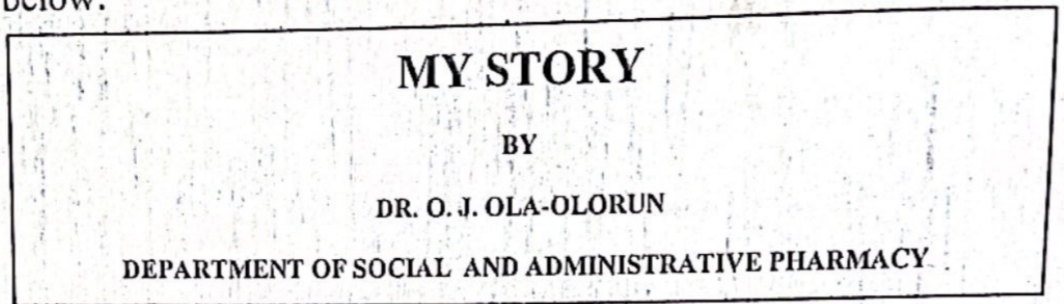 below.
MY STORY
BY
DR. O. J. OLA-OLORUN
DEPARTMENT OF SOCIAL AND ADMINISTRATIVE PHARMACY